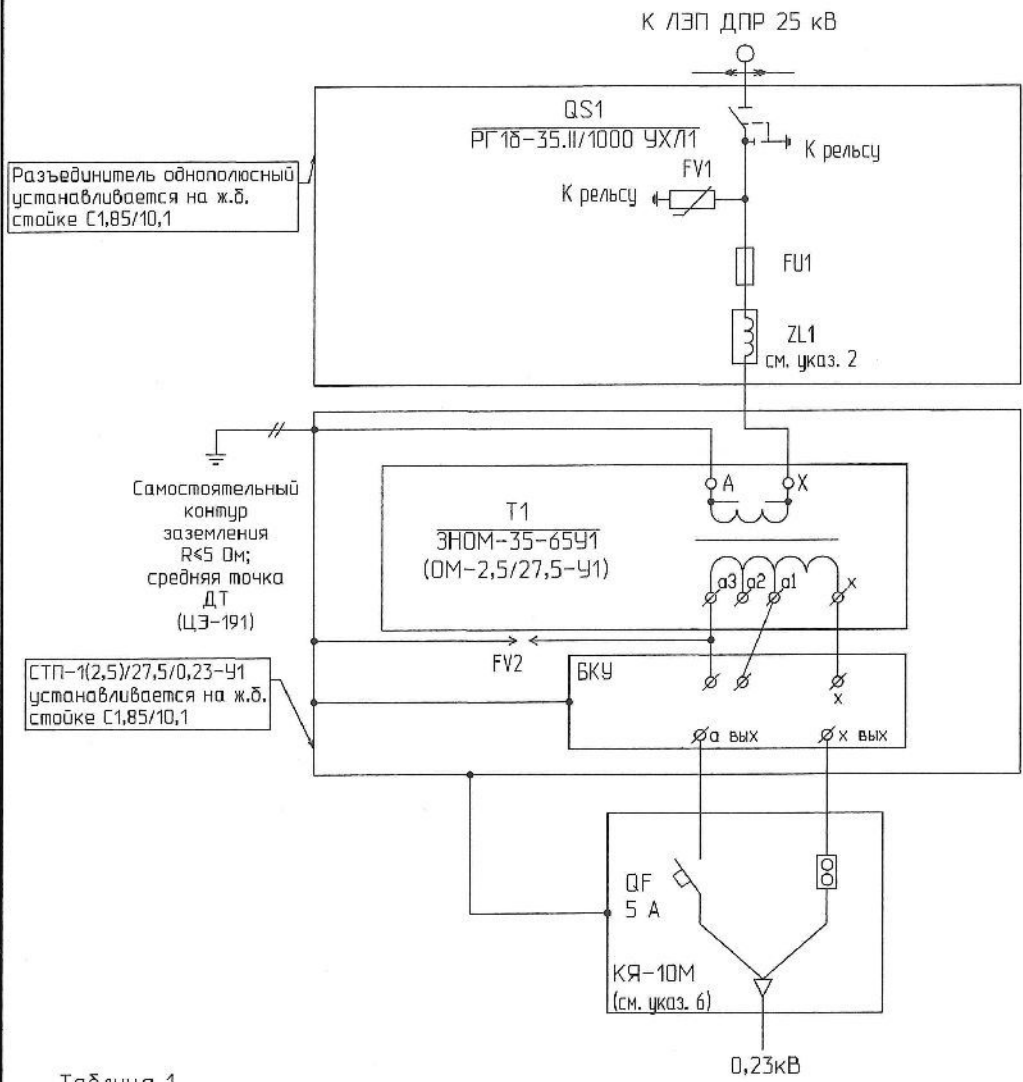 К ЛЭП ДПР 25 кВ
QS1
РГ1б-35.II/1000 УХЛ1
К рельсу
FV1
К рельсу
Разъединитель однополюсный
устанавливается на ж.б.
стойке С1,85/10,1
FU1
ZL1
см. указ. 2
Самостоятельный
контур
заземления
R≤5 Ом;
средняя точка
ДТ
(ЦЭ-191)
A
X
T1
ЗНОМ-35-65У1
(ОМ-2,5/27,5-У1)
а3
а2
а1
х
FV2
СТП-1(2,5)/27,5/0,23-У1
устанавливается на ж.б.
стойке С1,85/10,1
БКУ
х
а вых
х вых
QF
5 А
КЯ-10М
(см. указ. 6)
0,23кВ
Таблица 1